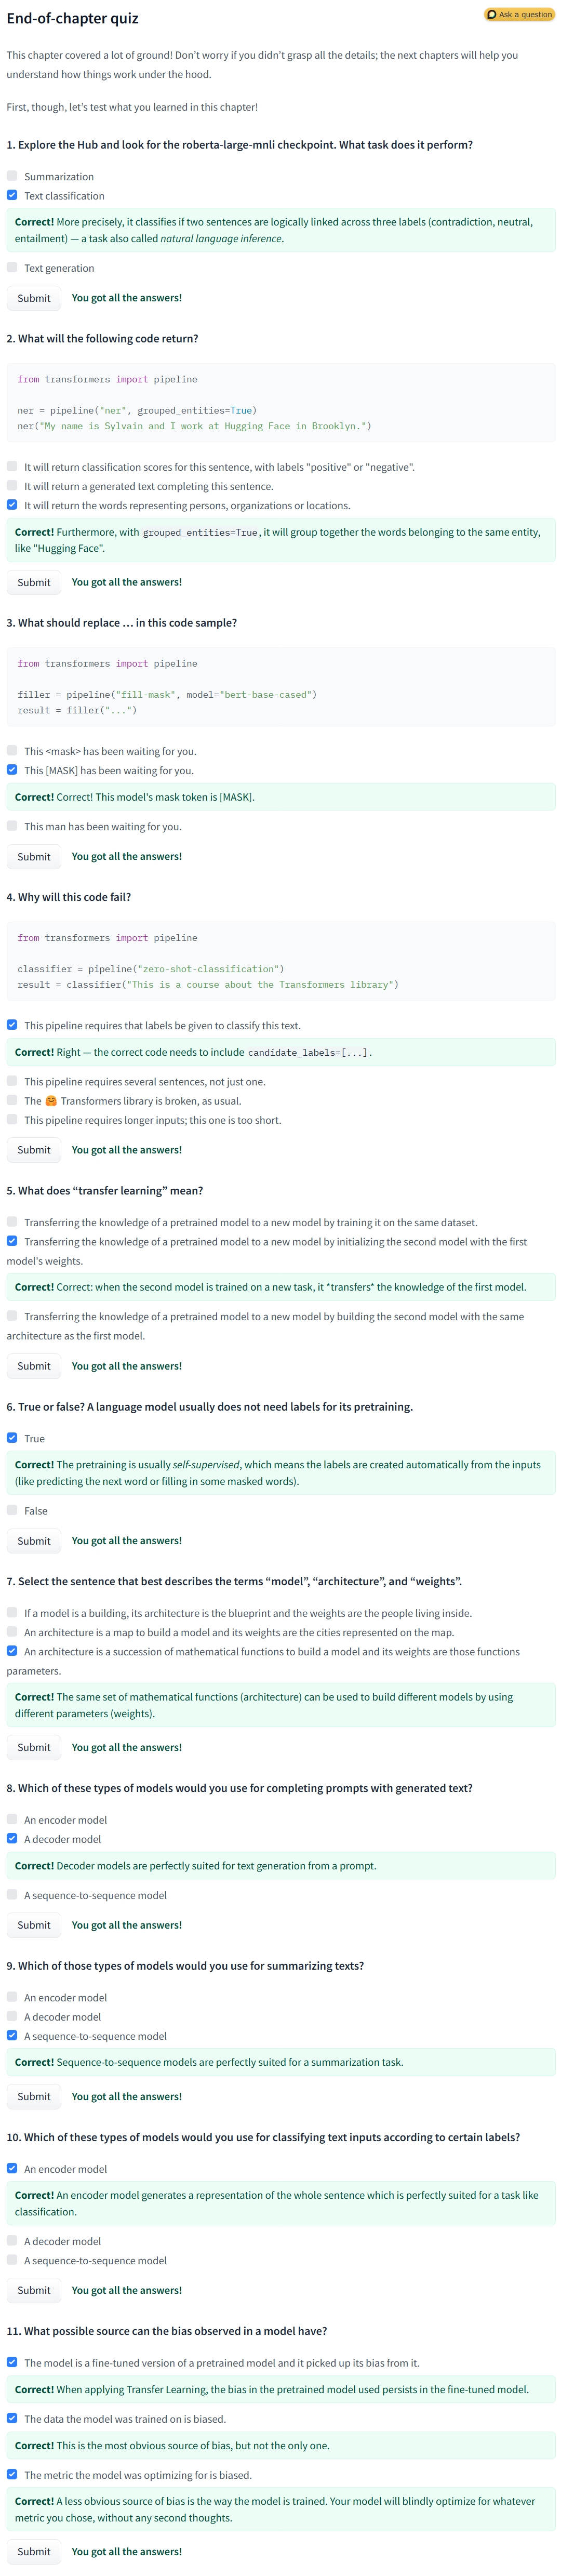 End-of-chapter quiz
Ask a question
This chapter covered a lot of ground! Don't worry if you didn't grasp all the details; the next chapters will help you
understand how things work under the hood.
First, though, let's test what you learned in this chapter!
1. Explore the Hub and look for the roberta-large-mnli checkpoint. What task does it perform?
Summarization
Text classification
Correct! More precisely, it classifies if two sentences are logically linked across three labels (contradiction, neutral,
entailment) — a task also called natural language inference.
Text generation
Submit You got all the answers!
2. What will the following code return?
from transformers import pipeline
ner = pipeline("ner", grouped_entities=True)
ner("My name is Sylvain and I work at Hugging Face in Brooklyn.")
It will return classification scores for this sentence, with labels "positive" or "negative".
It will return a generated text completing this sentence.
It will return the words representing persons, organizations or locations.
Correct! Furthermore, with grouped_entities=True, it will group together the words belonging to the same entity,
like "Hugging Face".
Submit You got all the answers!
3. What should replace … in this code sample?
from transformers import pipeline
filler = pipeline("fill-mask", model="bert-base-cased")
result = filler("...")
This <mask> has been waiting for you.
This [MASK] has been waiting for you.
Correct! Correct! This model's mask token is [MASK].
This man has been waiting for you.
Submit You got all the answers!
4. Why will this code fail?
from transformers import pipeline
classifier = pipeline("zero-shot-classification")
result = classifier("This is a course about the Transformers library")
This pipeline requires that labels be given to classify this text.
Correct! Right — the correct code needs to include candidate_labels=[...].
This pipeline requires several sentences, not just one.
The 🤗 Transformers library is broken, as usual.
This pipeline requires longer inputs; this one is too short.
Submit You got all the answers!
5. What does “transfer learning” mean?
Transferring the knowledge of a pretrained model to a new model by training it on the same dataset.
Transferring the knowledge of a pretrained model to a new model by initializing the second model with the first
model's weights.
Correct! Correct: when the second model is trained on a new task, it *transfers* the knowledge of the first model.
Transferring the knowledge of a pretrained model to a new model by building the second model with the same
architecture as the first model.
Submit You got all the answers!
6. True or false? A language model usually does not need labels for its pretraining.
True
Correct! The pretraining is usually self-supervised, which means the labels are created automatically from the inputs
(like predicting the next word or filling in some masked words).
False
Submit You got all the answers!
7. Select the sentence that best describes the terms “model”, “architecture”, and “weights”.
If a model is a building, its architecture is the blueprint and the weights are the people living inside.
An architecture is a map to build a model and its weights are the cities represented on the map.
An architecture is a succession of mathematical functions to build a model and its weights are those functions
parameters.
Correct! The same set of mathematical functions (architecture) can be used to build different models by using
different parameters (weights).
Submit You got all the answers!
8. Which of these types of models would you use for completing prompts with generated text?
An encoder model
A decoder model
Correct! Decoder models are perfectly suited for text generation from a prompt.
A sequence-to-sequence model
Submit You got all the answers!
9. Which of those types of models would you use for summarizing texts?
An encoder model
A decoder model
A sequence-to-sequence model
Correct! Sequence-to-sequence models are perfectly suited for a summarization task.
Submit You got all the answers!
10. Which of these types of models would you use for classifying text inputs according to certain labels?
An encoder model
Correct! An encoder model generates a representation of the whole sentence which is perfectly suited for a task like
classification.
A decoder model
A sequence-to-sequence model
Submit You got all the answers!
11. What possible source can the bias observed in a model have?
The model is a fine-tuned version of a pretrained model and it picked up its bias from it.
Correct! When applying Transfer Learning, the bias in the pretrained model used persists in the fine-tuned model.
The data the model was trained on is biased.
Correct! This is the most obvious source of bias, but not the only one.
The metric the model was optimizing for is biased.
Correct! A less obvious source of bias is the way the model is trained. Your model will blindly optimize for whatever
metric you chose, without any second thoughts.
Submit You got all the answers!